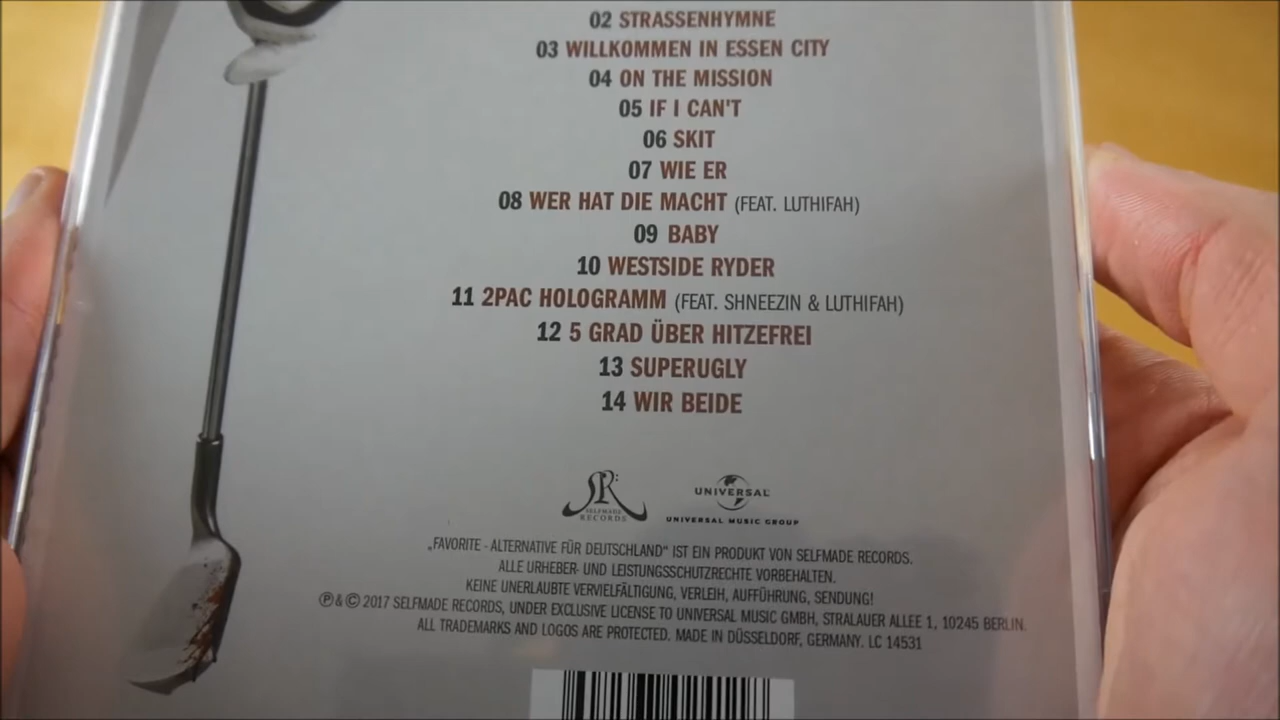 02 STRASSENHYMNE
03 WILLKOMMEN IN ESSEN CITY
04 ON THE MISSION
05 IF I CAN'T
06 SKIT
07 WIE ER
08 WER HAT DIE MACHT (FEAT. LUTHIFAH)
09 BABY
10 WESTSIDE RYDER
11 2PAC HOLOGRAMM (FEAT. SHNEEZIN & LUTHIFAH)
12 5 GRAD ÜBER HITZEFREI
13 SUPERUGLY
14 WIR BEIDE
SR:
SELFMADE
RECORDS
UNIVERSAL
UNIVERSAL MUSIC GROUP
„FAVORITE - ALTERNATIVE FÜR DEUTSCHLAND" IST EIN PRODUKT VON SELFMADE RECORDS.
ALLE URHEBER- UND LEISTUNGSSCHUTZRECHTE VORBEHALTEN.
KEINE UNERLAUBTE VERVIELFÄLTIGUNG, VERLEIH, AUFFÜHRUNG, SENDUNG!
℗ & © 2017 SELFMADE RECORDS, UNDER EXCLUSIVE LICENSE TO UNIVERSAL MUSIC GMBH, STRALAUER ALLEE 1, 10245 BERLIN.
ALL TRADEMARKS AND LOGOS ARE PROTECTED. MADE IN DÜSSELDORF, GERMANY. LC 14531